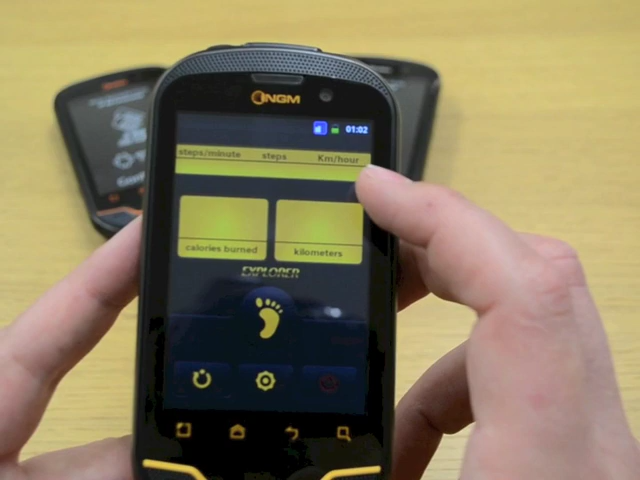 NGM
01:02
steps/minute steps Km/hour
calories burned kilometers
EXPLORER